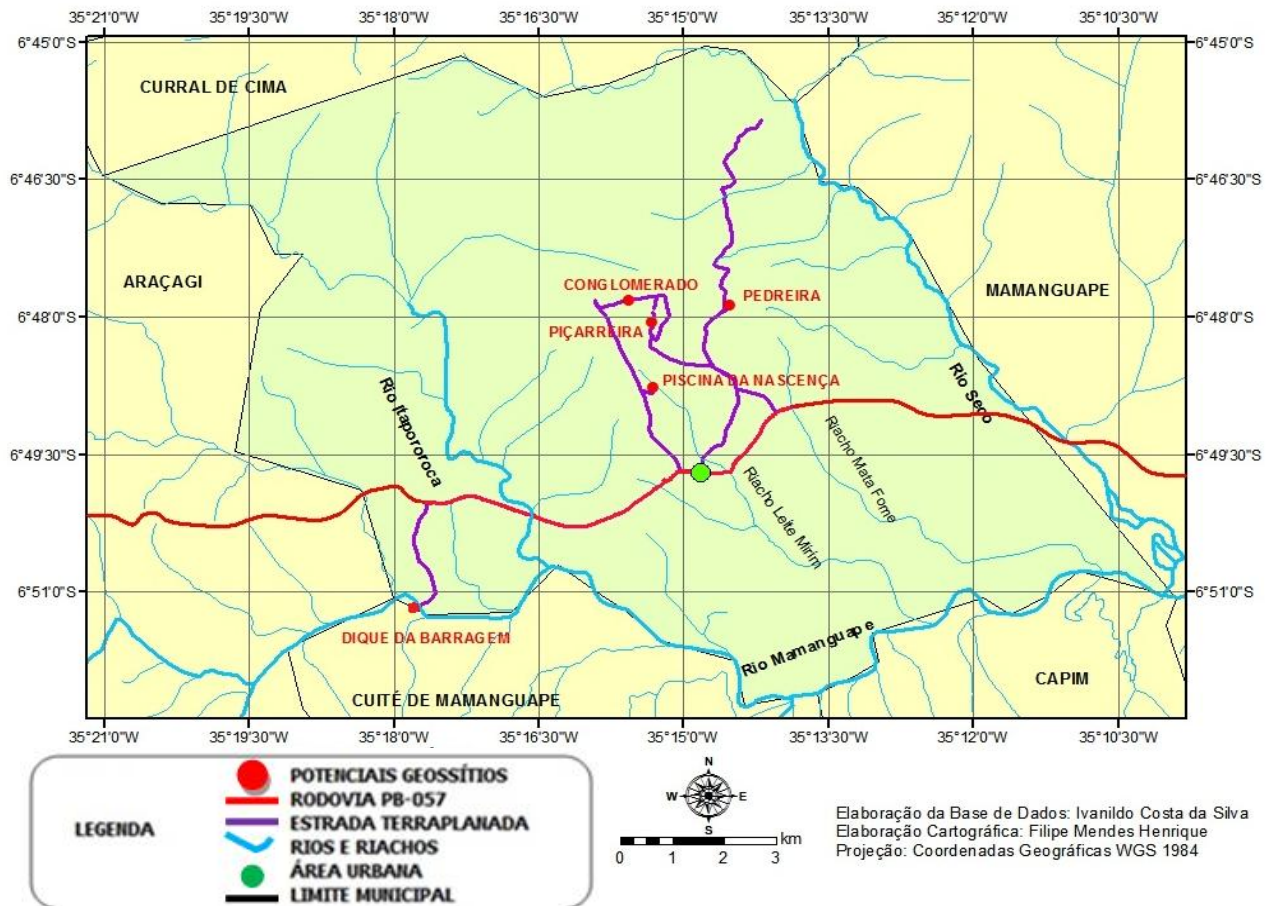 35°21'0"W 35°19'30"W 35°18'0"W 35°16'30"W 35°15'0"W 35°13'30"W 35°12'0"W 35°10'30"W
6°45'0"S 6°45'0"S
CURRAL DE CIMA
6°46'30"S 6°46'30"S
ARAÇAGI
CONGLOMERADO
PEDREIRA
MAMANGUAPE
6°48'0"S 6°48'0"S
PIÇARREIRA
PISCINA DA NASCENÇA
Rio Itapororoca
Rio Seco
Riacho Mata Fome
6°49'30"S 6°49'30"S
Riacho Leite Mirim
6°51'0"S 6°51'0"S
DIQUE DA BARRAGEM
Rio Mamanguape
CUITÉ DE MAMANGUAPE
CAPIM
35°21'0"W 35°19'30"W 35°18'0"W 35°16'30"W 35°15'0"W 35°13'30"W 35°12'0"W 35°10'30"W
LEGENDA
POTENCIAIS GEOSSÍTIOS
RODOVIA PB-057
ESTRADA TERRAPLANADA
RIOS E RIACHOS
ÁREA URBANA
LIMITE MUNICIPAL
N
W E
S
km
0 1 2 3
Elaboração da Base de Dados: Ivanildo Costa da Silva
Elaboração Cartográfica: Filipe Mendes Henrique
Projeção: Coordenadas Geográficas WGS 1984